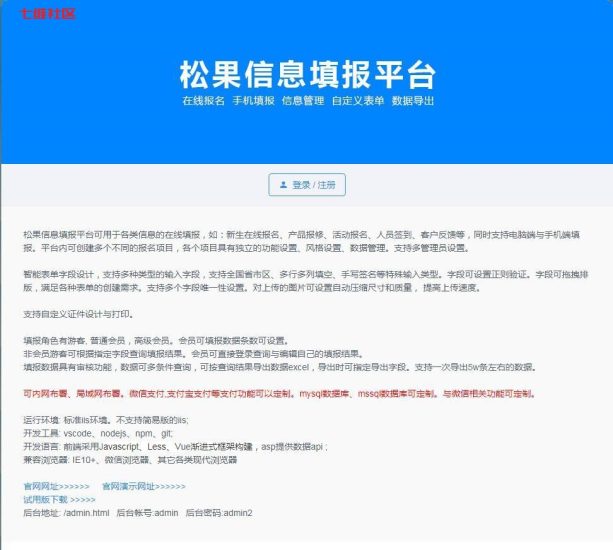 七雄社区
松果信息填报平台
在线报名 手机填报 信息管理 自定义表单 数据导出
登录 / 注册
松果信息填报平台可用于各类信息的在线填报，如：新生在线报名、产品报修、活动报名、人员签到、客户反馈等，同时支持电脑端与手机端填
报。平台内可创建多个不同的报名项目，各个项目具有独立的功能设置、风格设置、数据管理。支持多管理员设置。
智能表单字段设计，支持多种类型的输入字段，支持全国省市区、多行多列填空、手写签名等特殊输入类型。字段可设置正则验证。字段可拖拽排
版，满足各种表单的创建需求。支持多个字段唯一性设置。对上传的图片可设置自动压缩尺寸和质量， 提高上传速度。
支持自定义证件设计与打印。
填报角色有游客, 普通会员，高级会员。会员可填报数据条数可设置。
非会员游客可根据指定字段查询填报结果。会员可直接登录查询与编辑自己的填报结果。
填报数据具有审核功能，数据可多条件查询，可按查询结果导出数据excel，导出时可指定导出字段。支持一次导出5w条左右的数据。
可内网布署、局域网布署。微信支付,支付宝支付等支付功能可以定制。mysql数据库、mssql数据库可定制。与微信相关功能可定制。
运行环境: 标准iis环境。不支持简易版的iis;
开发工具: vscode、nodejs、npm、git;
开发语言: 前端采用Javascript、Less、Vue渐进式框架构建，asp提供数据api ;
兼容浏览器: IE10+、微信浏览器、其它各类现代浏览器
官网网址>>>>>> 官网演示网址>>>>>>
试用版下载 >>>>>
后台地址: /admin.html 后台帐号:admin 后台密码:admin2